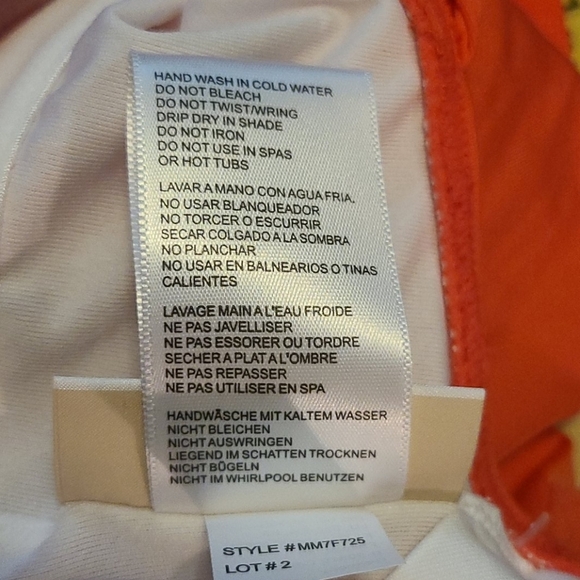 HAND WASH IN COLD WATER
DO NOT BLEACH
DO NOT TWIST/WRING
DRIP DRY IN SHADE
DO NOT IRON
DO NOT USE IN SPAS
OR HOT TUBS
LAVAR A MANO CON AGUA FRIA.
NO USAR BLANQUEADOR
NO TORCER O ESCURRIR
SECAR COLGADO A LA SOMBRA
NO PLANCHAR
NO USAR EN BALNEARIOS O TINAS
CALIENTES
LAVAGE MAIN A L'EAU FROIDE
NE PAS JAVELLISER
NE PAS ESSORER OU TORDRE
SECHER A PLAT A L'OMBRE
NE PAS REPASSER
NE PAS UTILISER EN SPA
HANDWÄSCHE MIT KALTEM WASSER
NICHT BLEICHEN
NICHT AUSWRINGEN
LIEGEND IM SCHATTEN TROCKNEN
NICHT BÜGELN
NICHT IM WHIRLPOOL BENUTZEN
STYLE #MM7F725
LOT #2